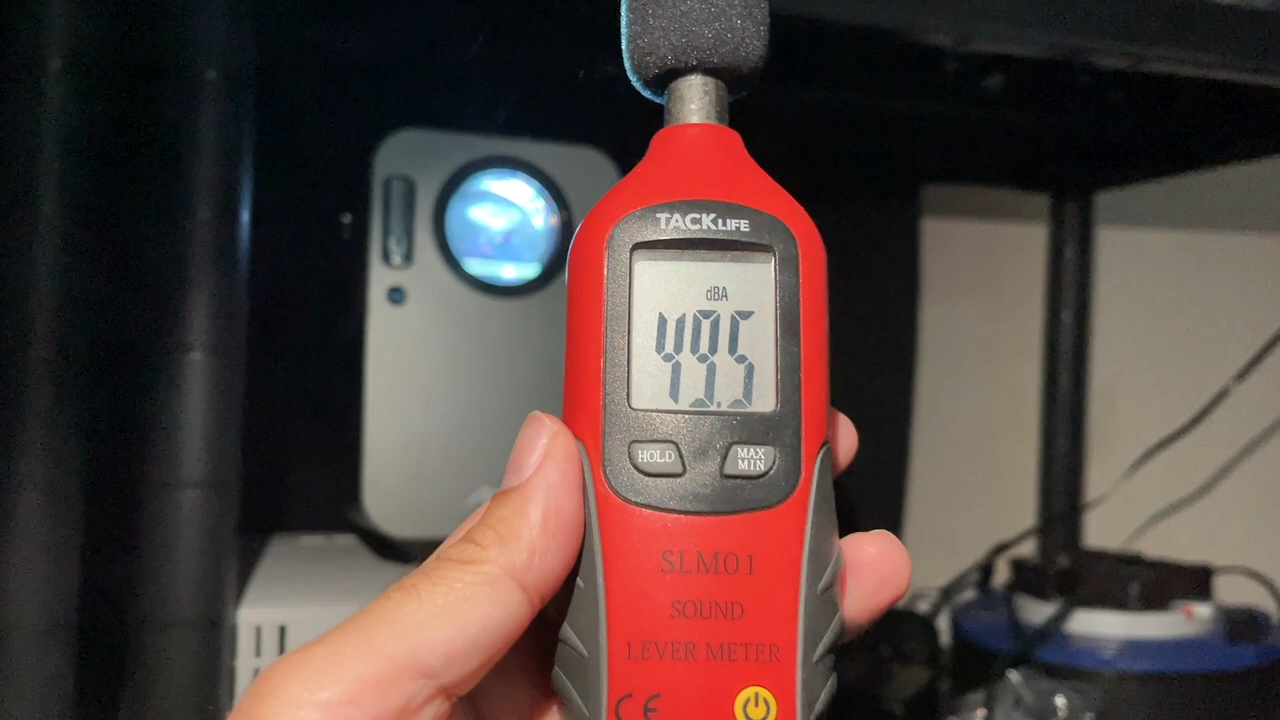 TACKLIFE
dBA
49.5
HOLD
MAX
MIN
SLM01
SOUND
LEVER METER
CE